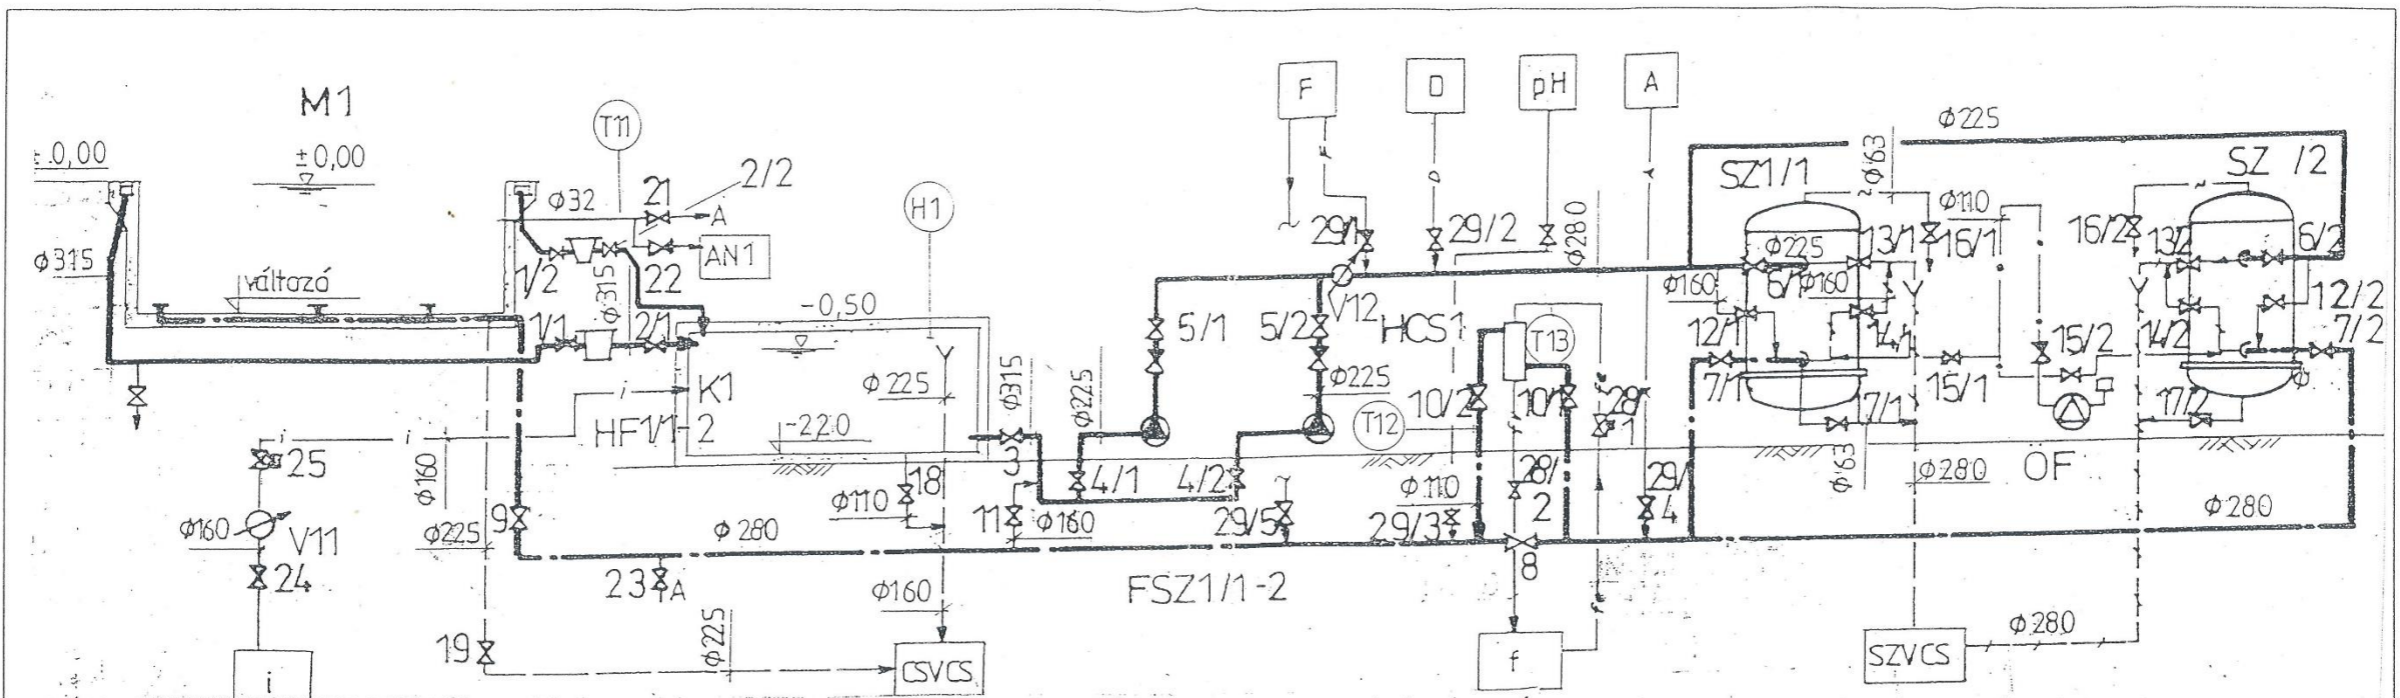 M1
±0,00
±0,00
T11
2/2
21
A
Ø32
H1
AN1
22
1/2
Ø315
Ø315
változó
1/1
2/1
-0,50
K1
HF1/1-2
-2,20
Ø225
Ø315
3
Ø225
i
i
i
25
Ø160
Ø160
V11
24
i
Ø225
9
19
Ø225
Ø280
23
A
18
Ø110
11
Ø160
Ø160
CSVCS
4/1
4/2
5/1
5/2
Ø225
V12
HCS1
F
D
pH
A
F
D
29/1
29/2
Ø280
T13
T12
10/2
10/1
28/1
28/2
Ø110
29/5
29/3
8
29/4
FSZ1/1-2
f
SZ1/1
Ø225
Ø63
SZ /2
Ø225
Ø160
6/1
Ø160
13/1
16/1
Ø110
16/2
13/2
6/2
12/1
14/1
7/1
17/1
15/1
15/2
14/2
12/2
7/2
17/2
Ø63
Ø280
ÖF
Ø280
SZVCS
Ø280